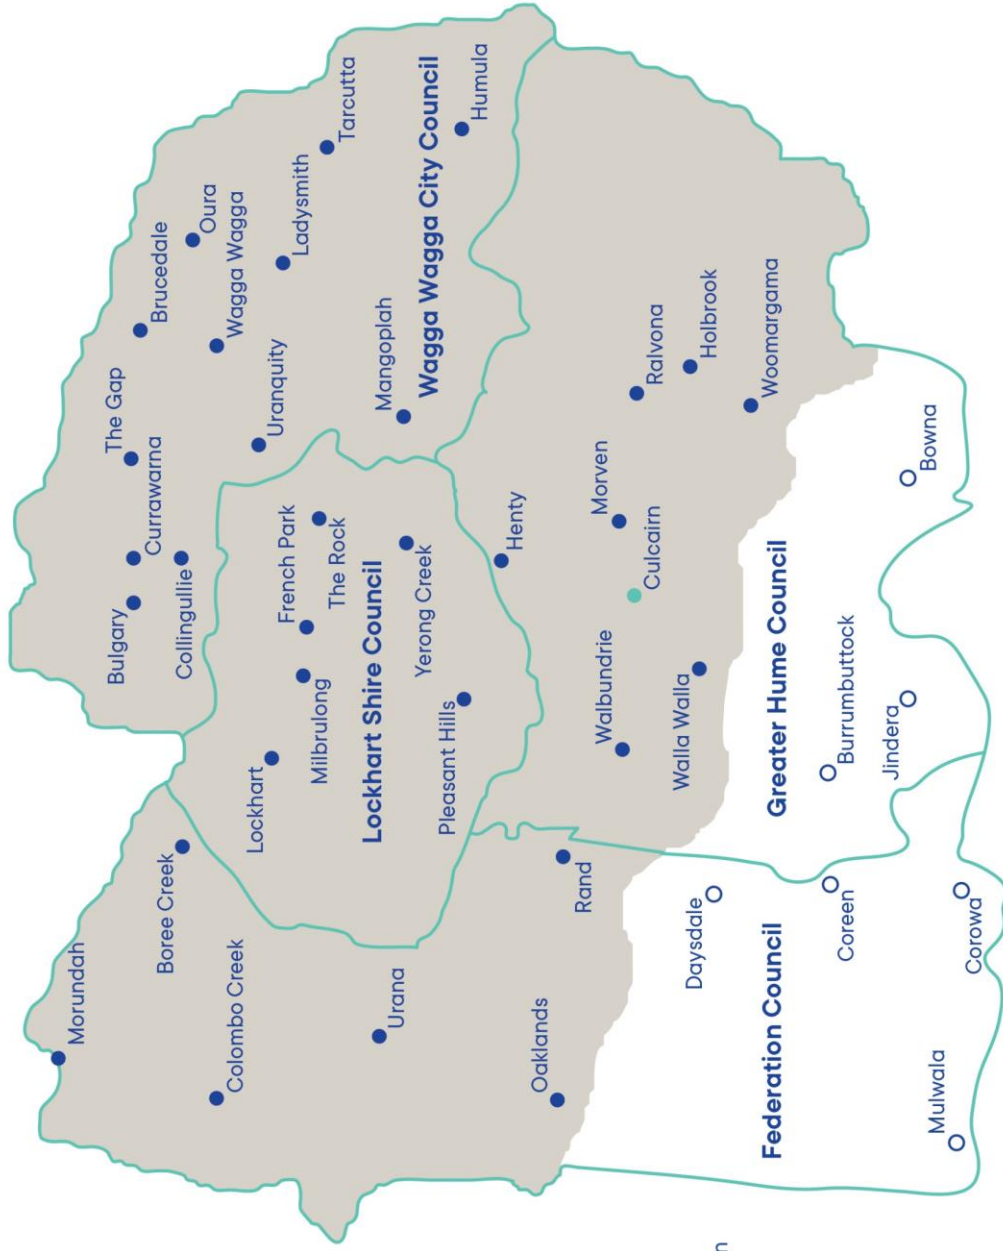 Morundah
Boree Creek
Colombo Creek
Urana
Oaklands
Rand
Daysdale
Coreen
Corowa
Mulwala
Federation Council
Bulgary
Currawarna
Collingullie
The Gap
Brucedale
Oura
Wagga Wagga
Uranquity
Ladysmith
Tarcutta
Mangoplah
Wagga Wagga City Council
Humula
Lockhart
Milbrulong
French Park
The Rock
Lockhart Shire Council
Yerong Creek
Pleasant Hills
Henty
Walbundrie
Walla Walla
Culcairn
Morven
Ralvona
Holbrook
Woomargama
Greater Hume Council
Burrumbuttock
Jindera
Bowna
n